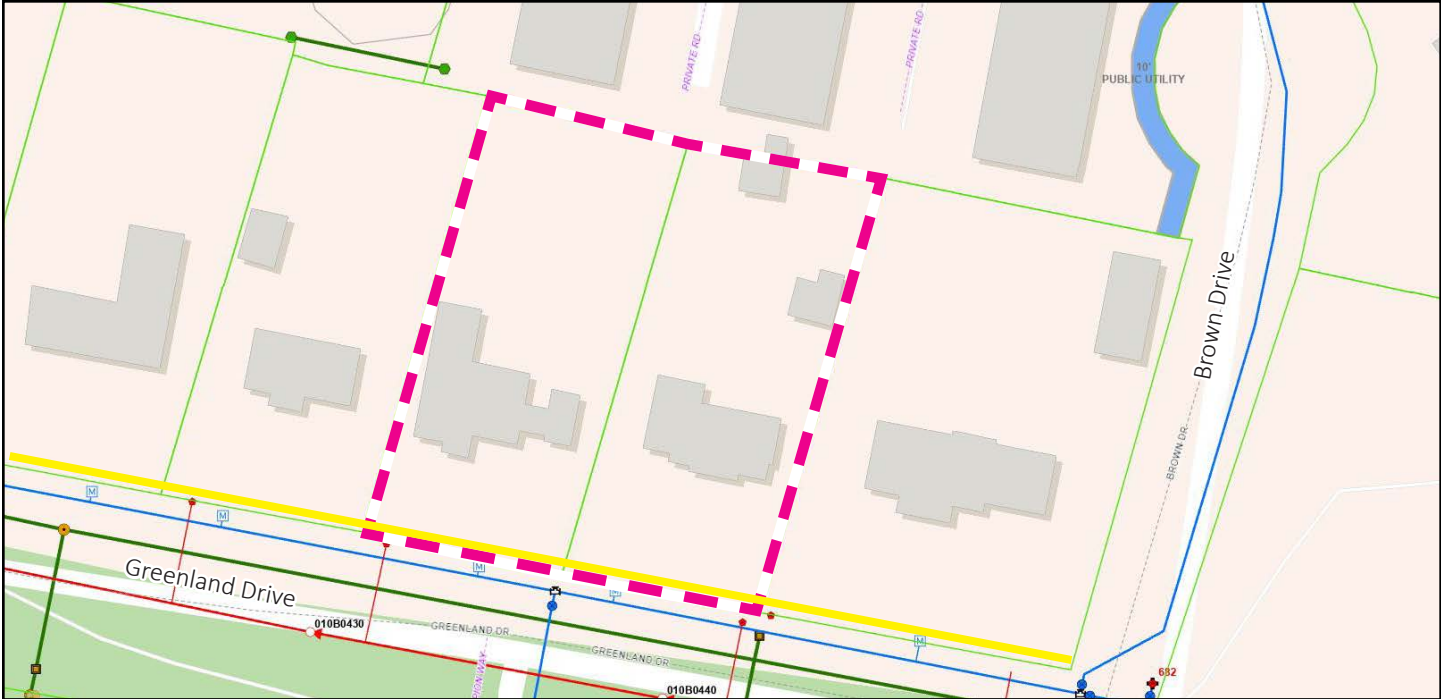 PRIVATE RD
PRIVATE RD
10'
PUBLIC UTILITY
Brown Drive
BROWN DR
M
M
M
M
Greenland Drive
GREENLAND DR
GREENLAND DR
010B0430
010B0440
682